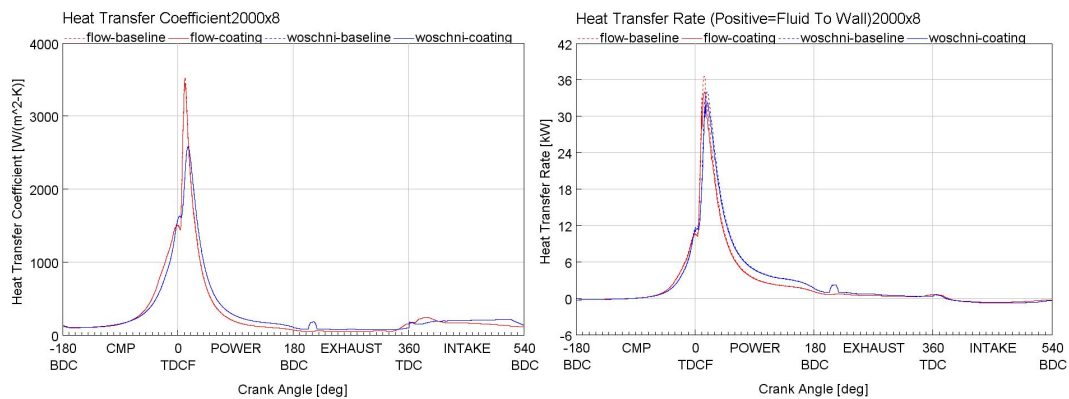 Heat Transfer Coefficient2000x8
flow-baseline flow-coating woschni-baseline woschni-coating
4000
3000
2000
1000
0
Heat Transfer Coefficient [W/(m^2-K)]
-180 CMP 0 POWER 180 EXHAUST 360 INTAKE 540
BDC TDCF BDC TDC BDC
Crank Angle [deg]
Heat Transfer Rate (Positive=Fluid To Wall)2000x8
flow-baseline flow-coating woschni-baseline woschni-coating
42
36
30
24
18
12
6
0
-6
Heat Transfer Rate [kW]
-180 CMP 0 POWER 180 EXHAUST 360 INTAKE 540
BDC TDCF BDC TDC BDC
Crank Angle [deg]